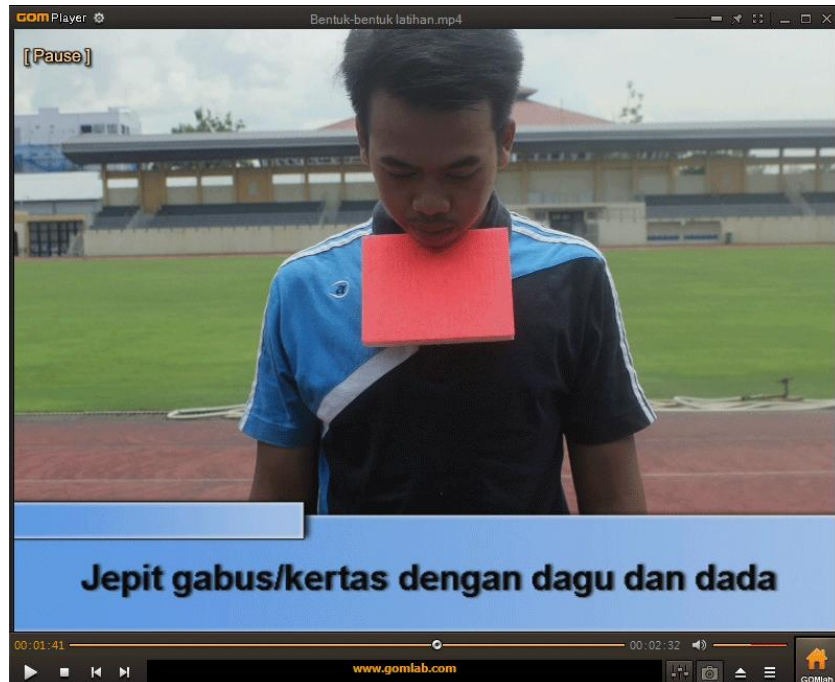 GOM Player
Bentuk-bentuk latihan.mp4
[ Pause ]
a
Jepit gabus/kertas dengan dagu dan dada
00:01:41
00:02:32
www.gomlab.com
GOMlab